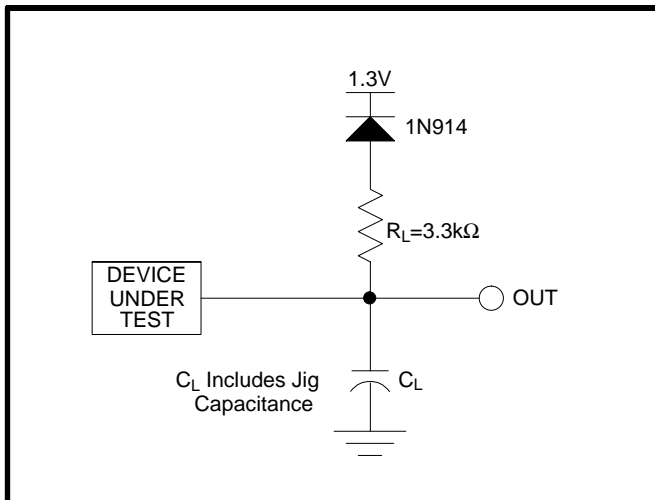 1.3V
1N914
R_L=3.3kΩ
DEVICE
UNDER
TEST
OUT
C_L Includes Jig
Capacitance
C_L